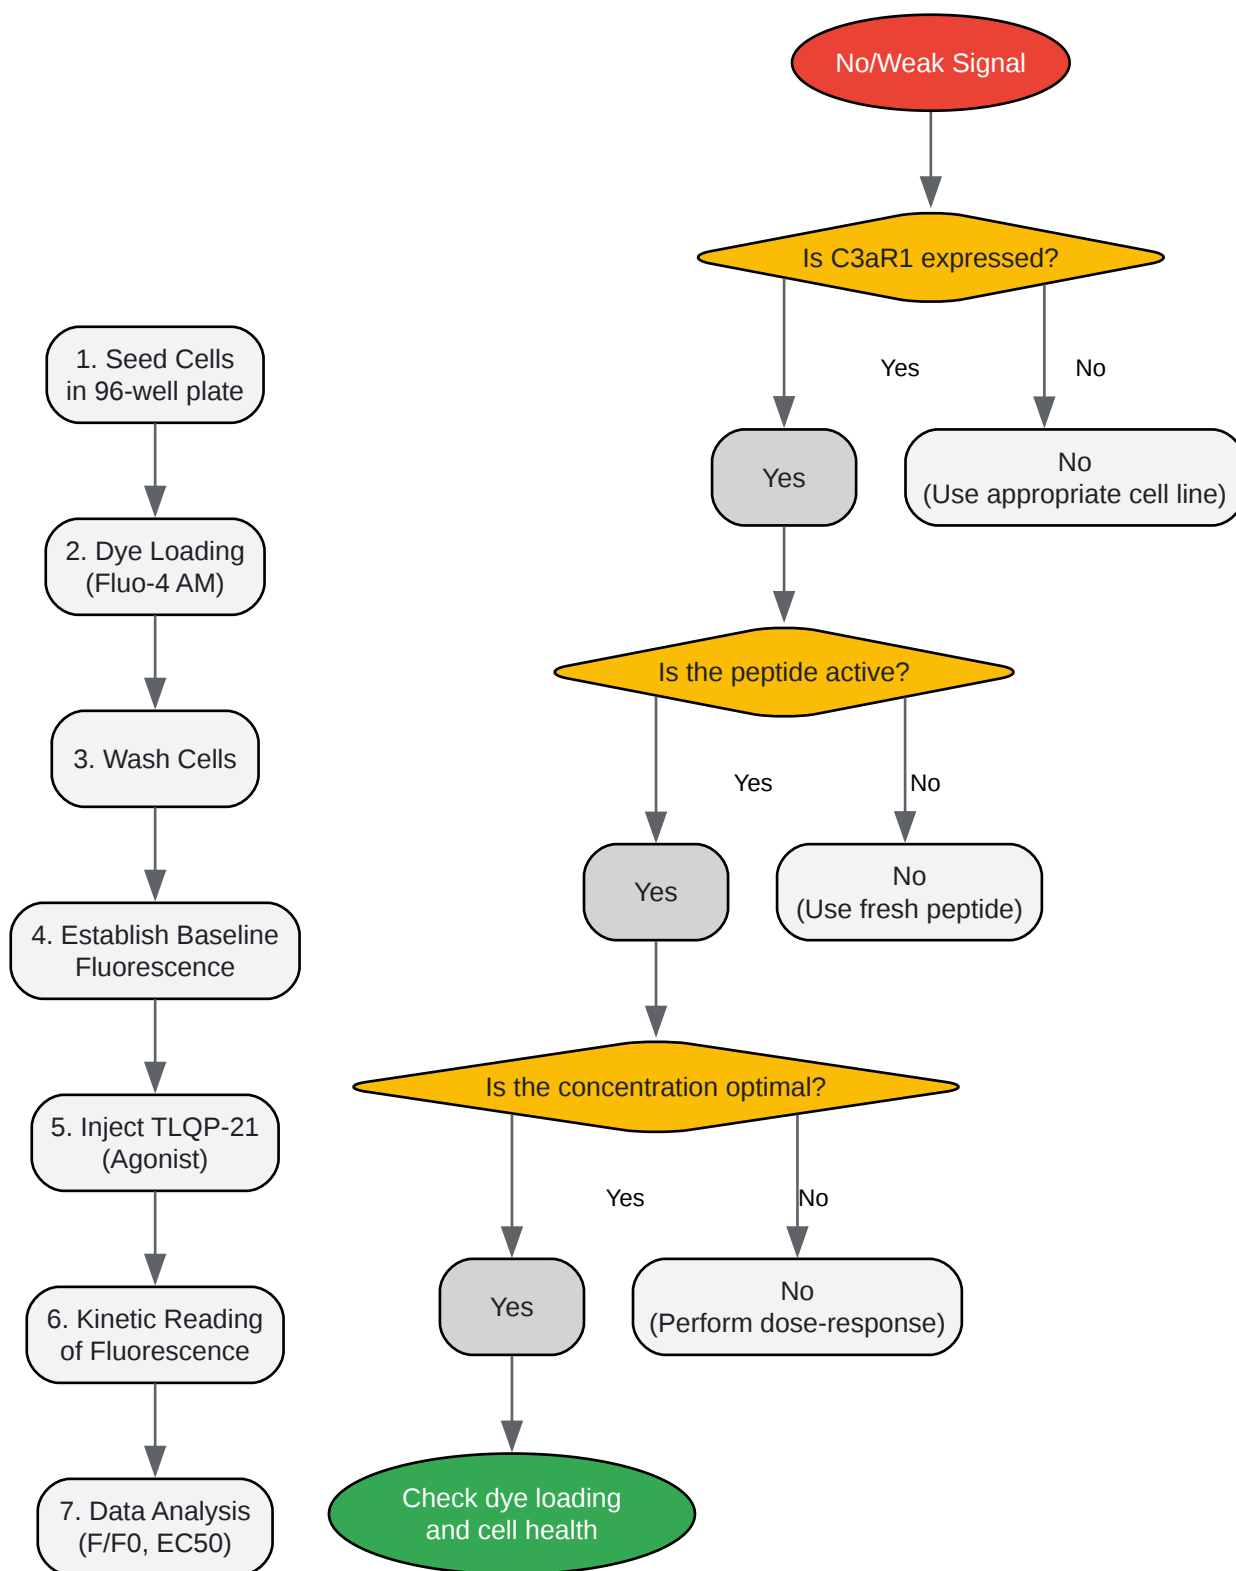 1. Seed Cells
in 96-well plate
2. Dye Loading
(Fluo-4 AM)
3. Wash Cells
4. Establish Baseline
Fluorescence
5. Inject TLQP-21
(Agonist)
6. Kinetic Reading
of Fluorescence
7. Data Analysis
(F/F0, EC50)
No/Weak Signal
Is C3aR1 expressed?
Yes
No
Yes
No
(Use appropriate cell line)
Is the peptide active?
Yes
No
Yes
No
(Use fresh peptide)
Is the concentration optimal?
Yes
No
Yes
No
(Perform dose-response)
Check dye loading
and cell health